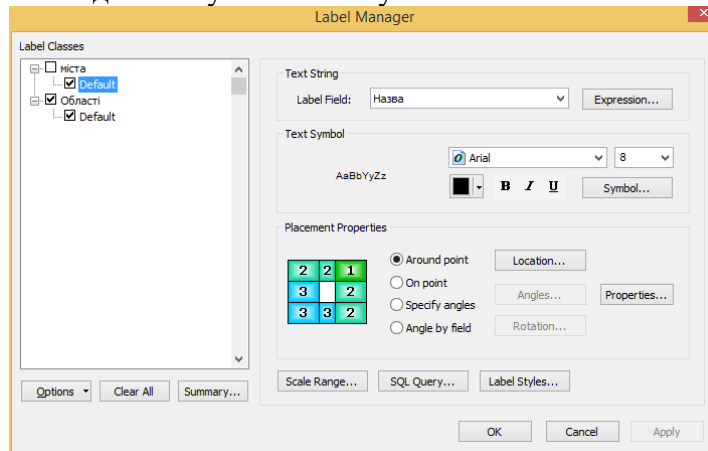 Label Manager
Label Classes
міста
Default
Області
Default
Options
Clear All
Summary...
Text String
Label Field:
Назва
Expression...
Text Symbol
AaBbYyZz
Arial
8
B I U
Symbol...
Placement Properties
2 2 1
3 2
3 3 2
Around point
On point
Specify angles
Angle by field
Location...
Angles...
Rotation...
Properties...
Scale Range...
SQL Query...
Label Styles...
OK
Cancel
Apply